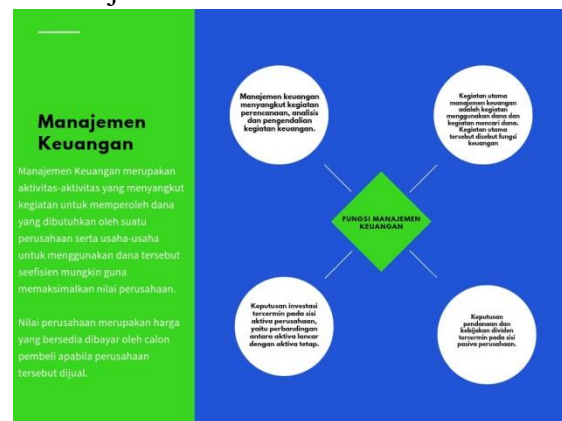 Manajemen
Keuangan
Manajemen Keuangan merupakan
aktivitas-aktivitas yang menyangkut
kegiatan untuk memperoleh dana
yang dibutuhkan oleh suatu
perusahaan serta usaha-usaha
untuk menggunakan dana tersebut
seefisien mungkin guna
memaksimalkan nilai perusahaan.
Nilai perusahaan merupakan harga
yang bersedia dibayar oleh calon
pembeli apabila perusahaan
tersebut dijual.
Manajemen keuangan
menyangkut kegiatan
perencanaan, analisis
dan pengendalian
kegiatan keuangan.
Kegiatan utama
manajemen keuangan
adalah kegiatan
menggunakan dana dan
kegiatan mencari dana.
Kegiatan utama
tersebut disebut fungsi
keuangan
FUNGSI MANAJEMEN
KEUANGAN
Keputusan investasi
tercermin pada sisi
aktiva perusahaan,
yaitu perbandingan
antara aktiva lancar
dengan aktiva tetap.
Keputusan
pendanaan dan
kebijakan dividen
tercermin pada sisi
pasiva perusahaan.